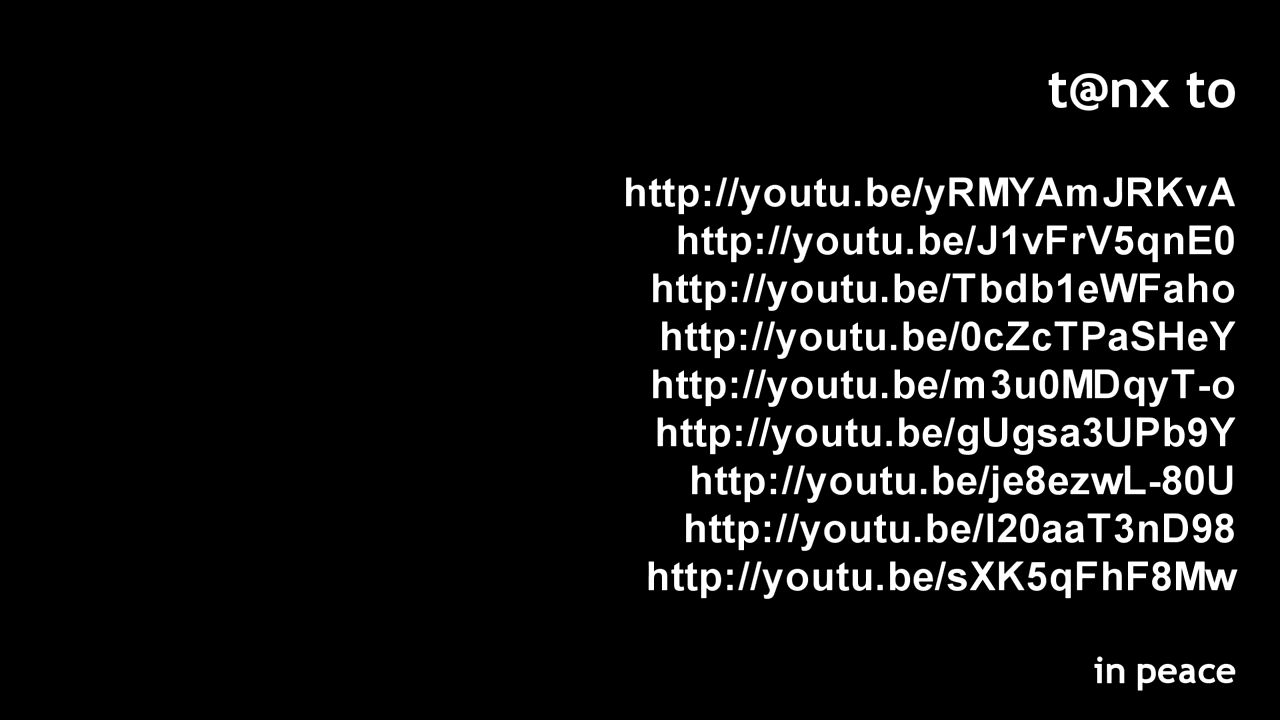 t@nx to
http://youtu.be/yRMYAmJRKvA
http://youtu.be/J1vFrV5qnE0
http://youtu.be/Tbdb1eWFaho
http://youtu.be/0cZcTPaSHeY
http://youtu.be/m3u0MDqyT-o
http://youtu.be/gUgsa3UPb9Y
http://youtu.be/je8ezwL-80U
http://youtu.be/l20aaT3nD98
http://youtu.be/sXK5qFhF8Mw
in peace